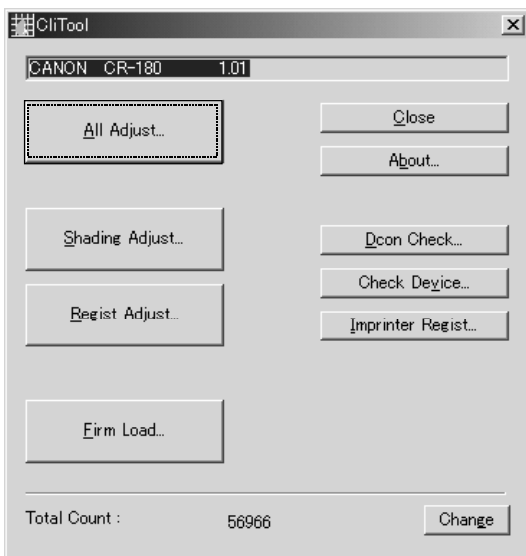 CliTool
CANON CR-180 1.01
All Adjust...
Close
About...
Shading Adjust...
Dcon Check...
Check Device...
Regist Adjust...
Imprinter Regist...
Firm Load...
Total Count : 56966 Change